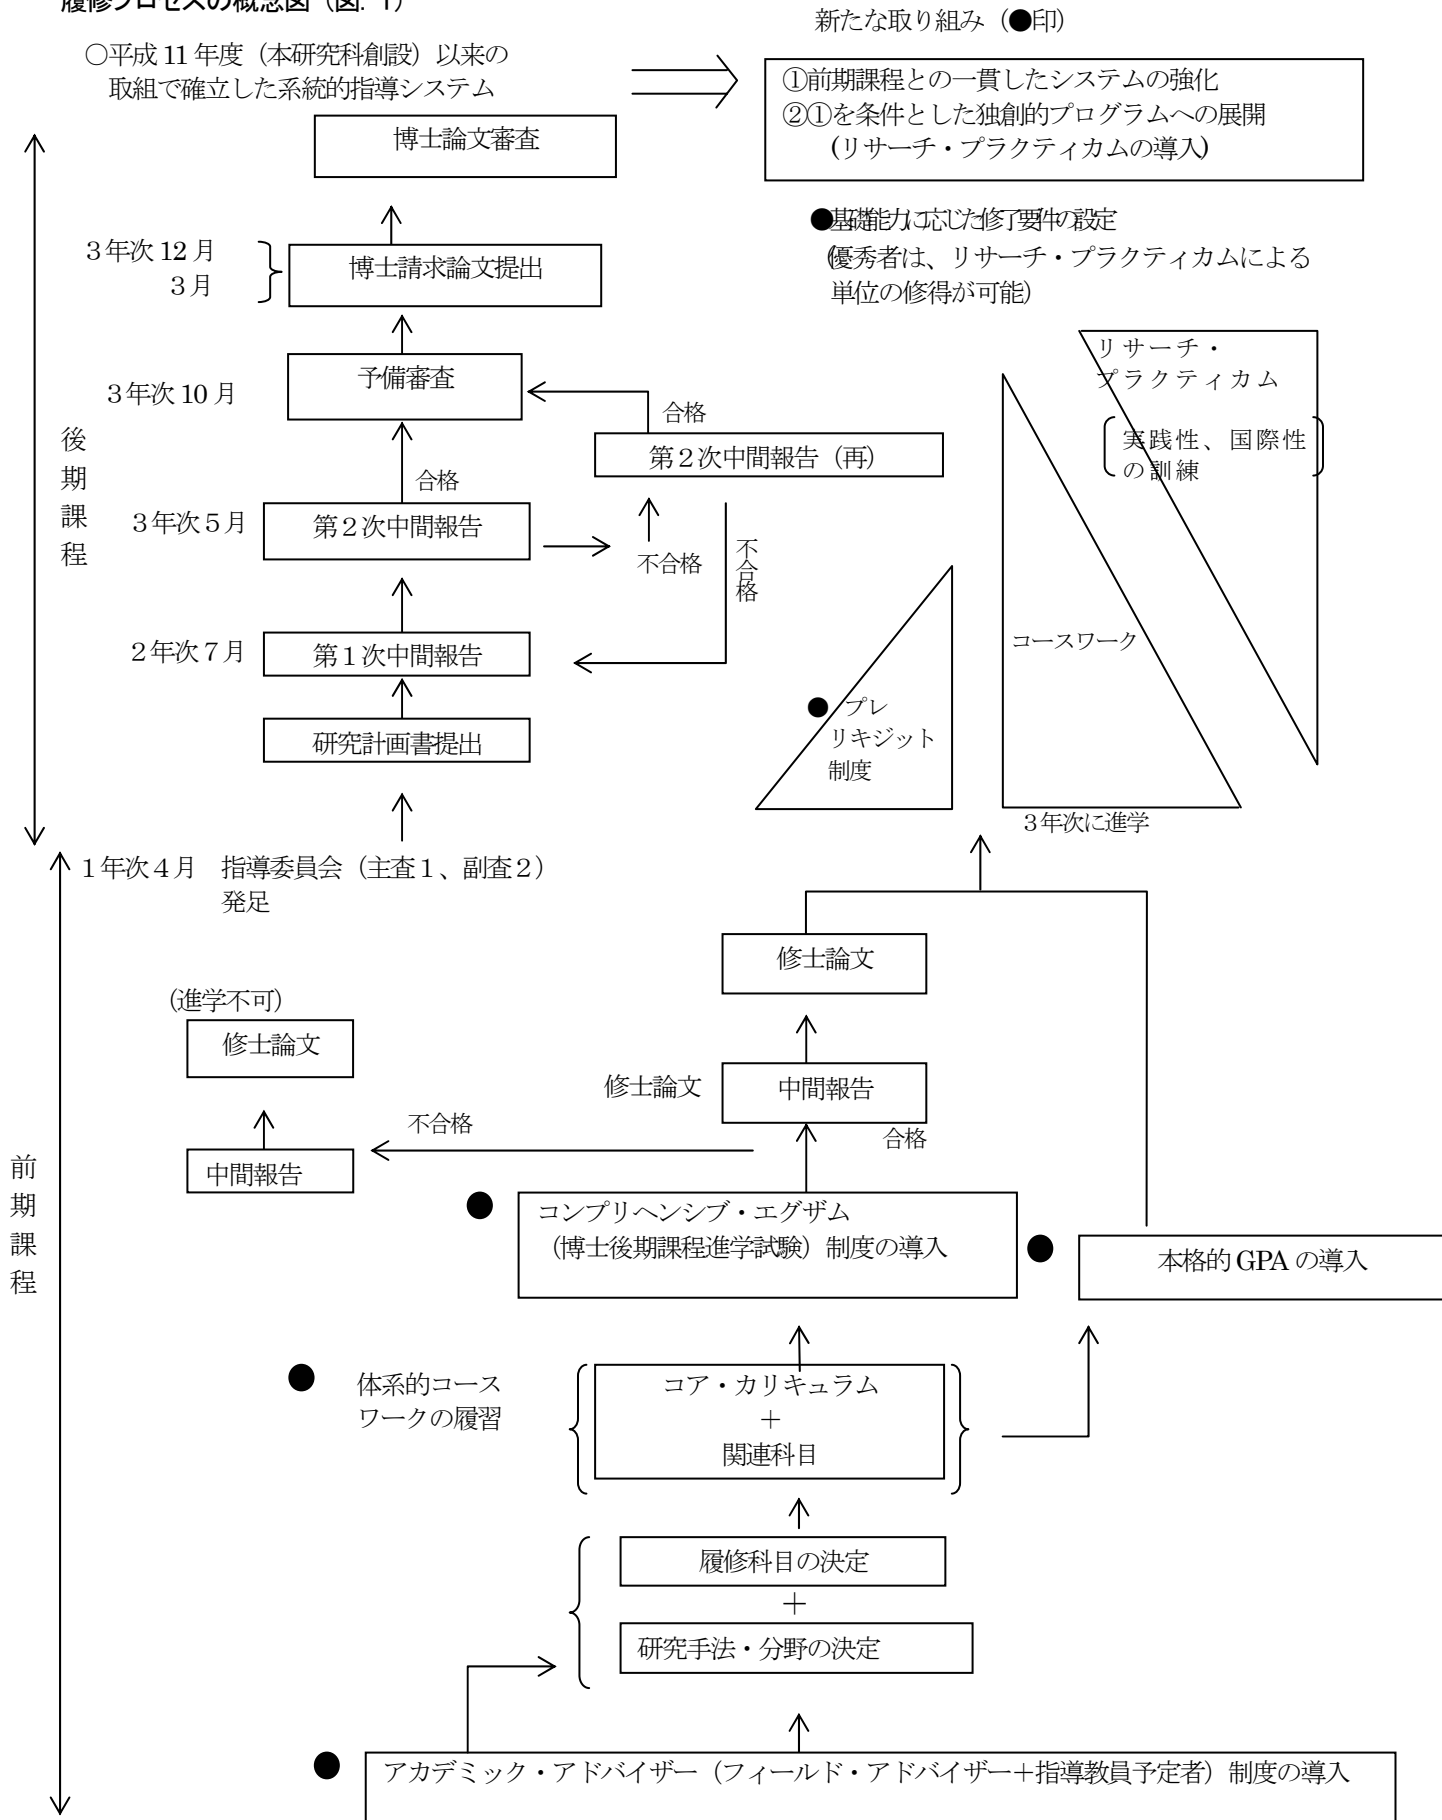 履修プロセスの概念図（図. 1）
新たな取り組み（●印）
○平成 11 年度（本研究科創設）以来の
取組で確立した系統的指導システム
①前期課程との一貫したシステムの強化
②①を条件とした独創的プログラムへの展開
(リサーチ・プラクティカムの導入)
博士論文審査
●基礎能力に応じた修了要件の設定
(優秀者は、リサーチ・プラクティカムによる
単位の修得が可能）
３年次 12 月
３月
博士請求論文提出
３年次 10 月
予備審査
合格
第２次中間報告（再）
合格
３年次５月
第２次中間報告
不合格
不合格
２年次７月
第１次中間報告
研究計画書提出
後期課程
リサーチ・
プラクティカム
実践性、国際性
の訓練
コースワーク
● プレ
リキジット
制度
３年次に進学
１年次４月 指導委員会（主査１、副査２）
発足
修士論文
(進学不可)
修士論文
修士論文
中間報告
不合格
合格
中間報告
前期課程
●
コンプリヘンシブ・エグザム
（博士後期課程進学試験）制度の導入
●
本格的 GPA の導入
●
体系的コース
ワークの履習
コア・カリキュラム
＋
関連科目
履修科目の決定
＋
研究手法・分野の決定
●
アカデミック・アドバイザー（フィールド・アドバイザー＋指導教員予定者）制度の導入